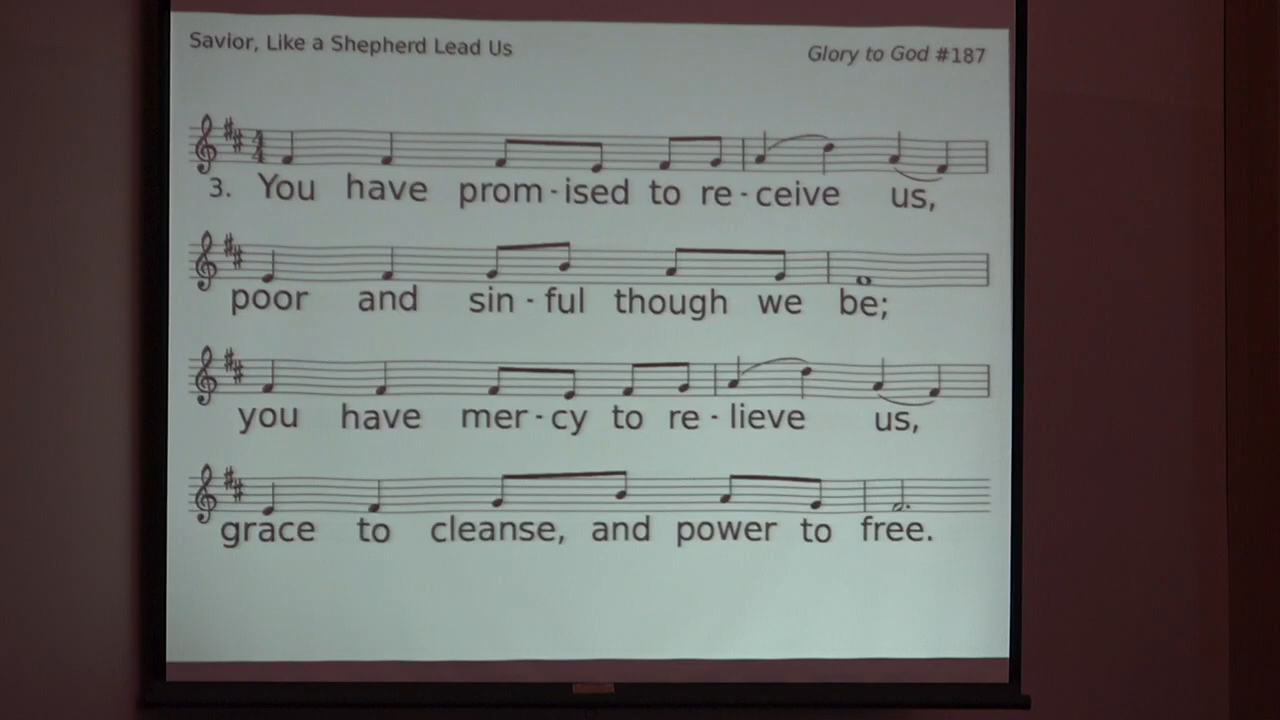 Savior, Like a Shepherd Lead Us
Glory to God #187
4
4
3. You have prom - ised to re - ceive us,
poor and sin - ful though we be;
you have mer - cy to re - lieve us,
grace to cleanse, and power to free.